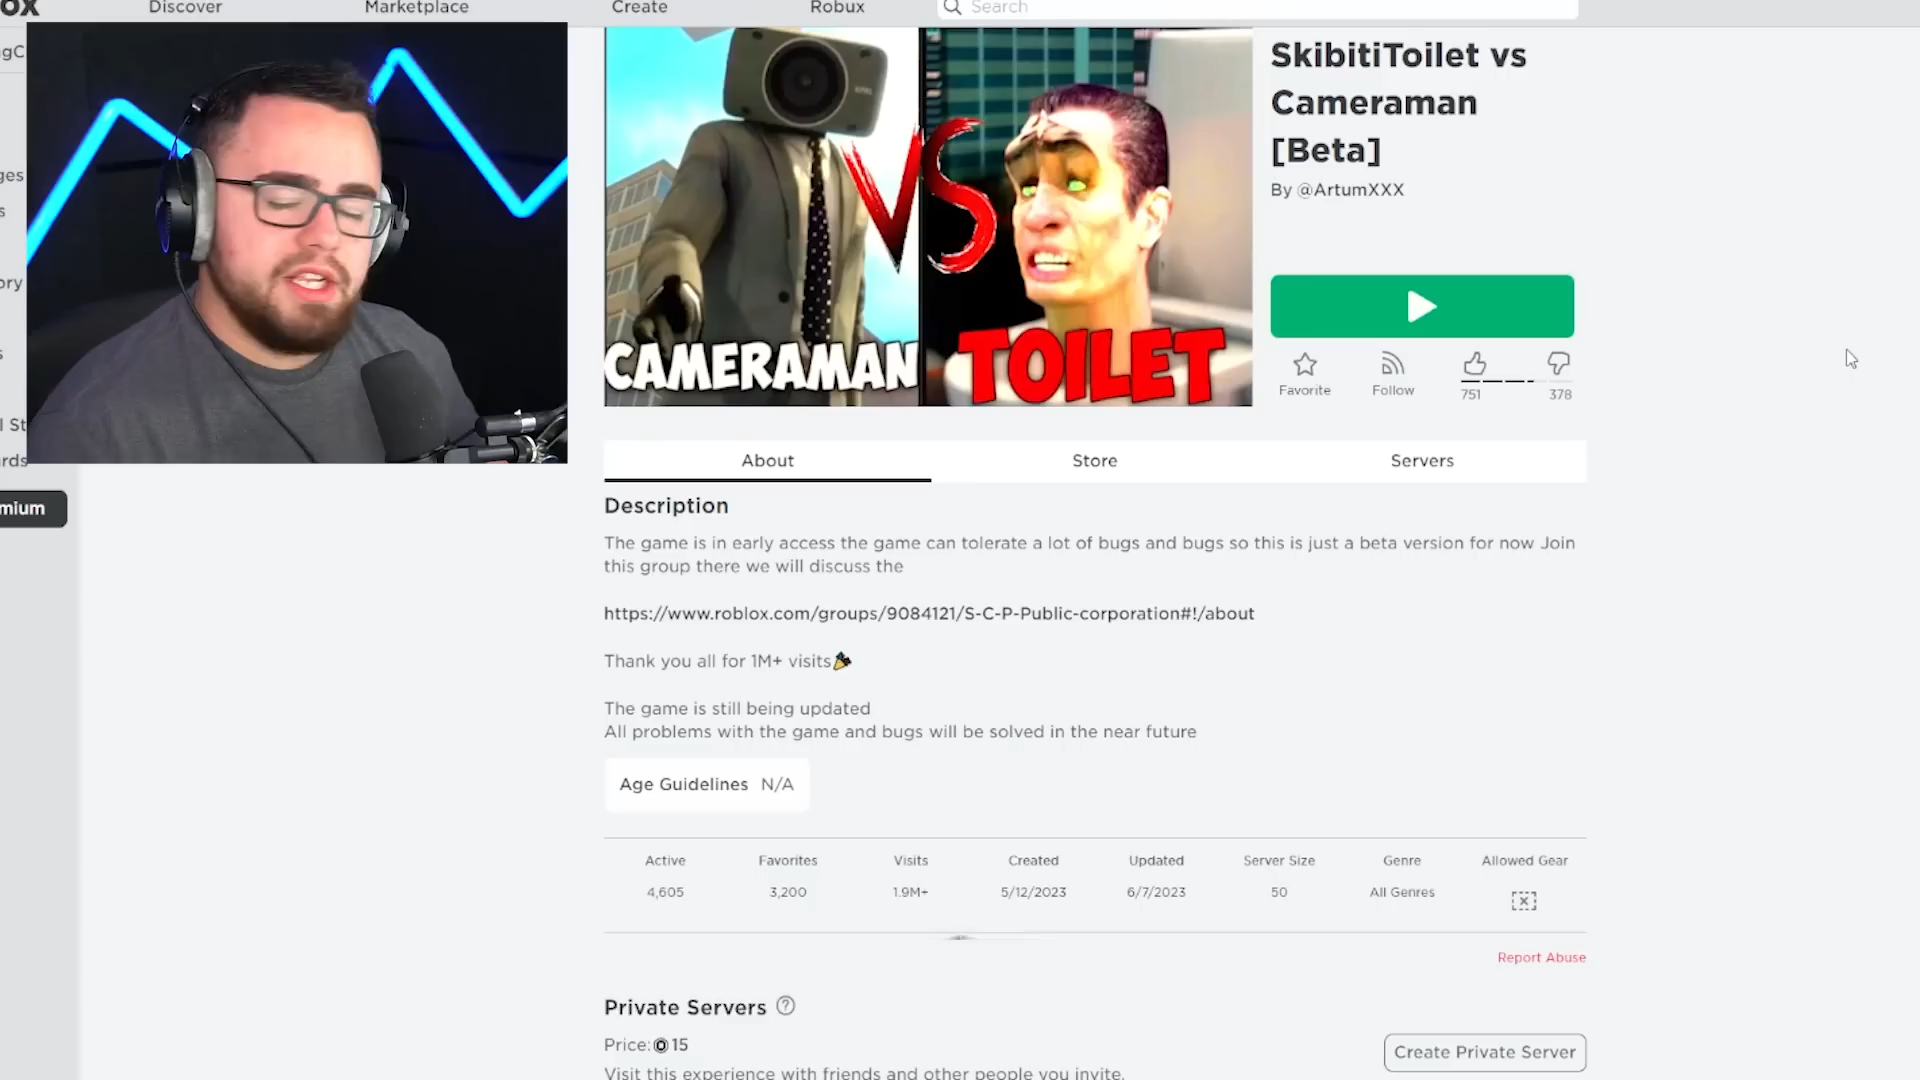 OX
Discover
Marketplace
Create
Robux
Search
gC
ges
s
ory
s
l St
rds
mium
CAMERAMAN
VS
TOILET
SkibitiToilet vs
Cameraman
[Beta]
By @ArtumXXX
Favorite
Follow
751
378
About
Store
Servers
Description
The game is in early access the game can tolerate a lot of bugs and bugs so this is just a beta version for now Join
this group there we will discuss the
https://www.roblox.com/groups/9084121/S-C-P-Public-corporation#!/about
Thank you all for 1M+ visits🎉
The game is still being updated
All problems with the game and bugs will be solved in the near future
Age Guidelines N/A
Active Favorites Visits Created Updated Server Size Genre Allowed Gear
4,605 3,200 1.9M+ 5/12/2023 6/7/2023 50 All Genres
Report Abuse
Private Servers
Price: 15
Create Private Server
Visit this experience with friends and other people you invite.